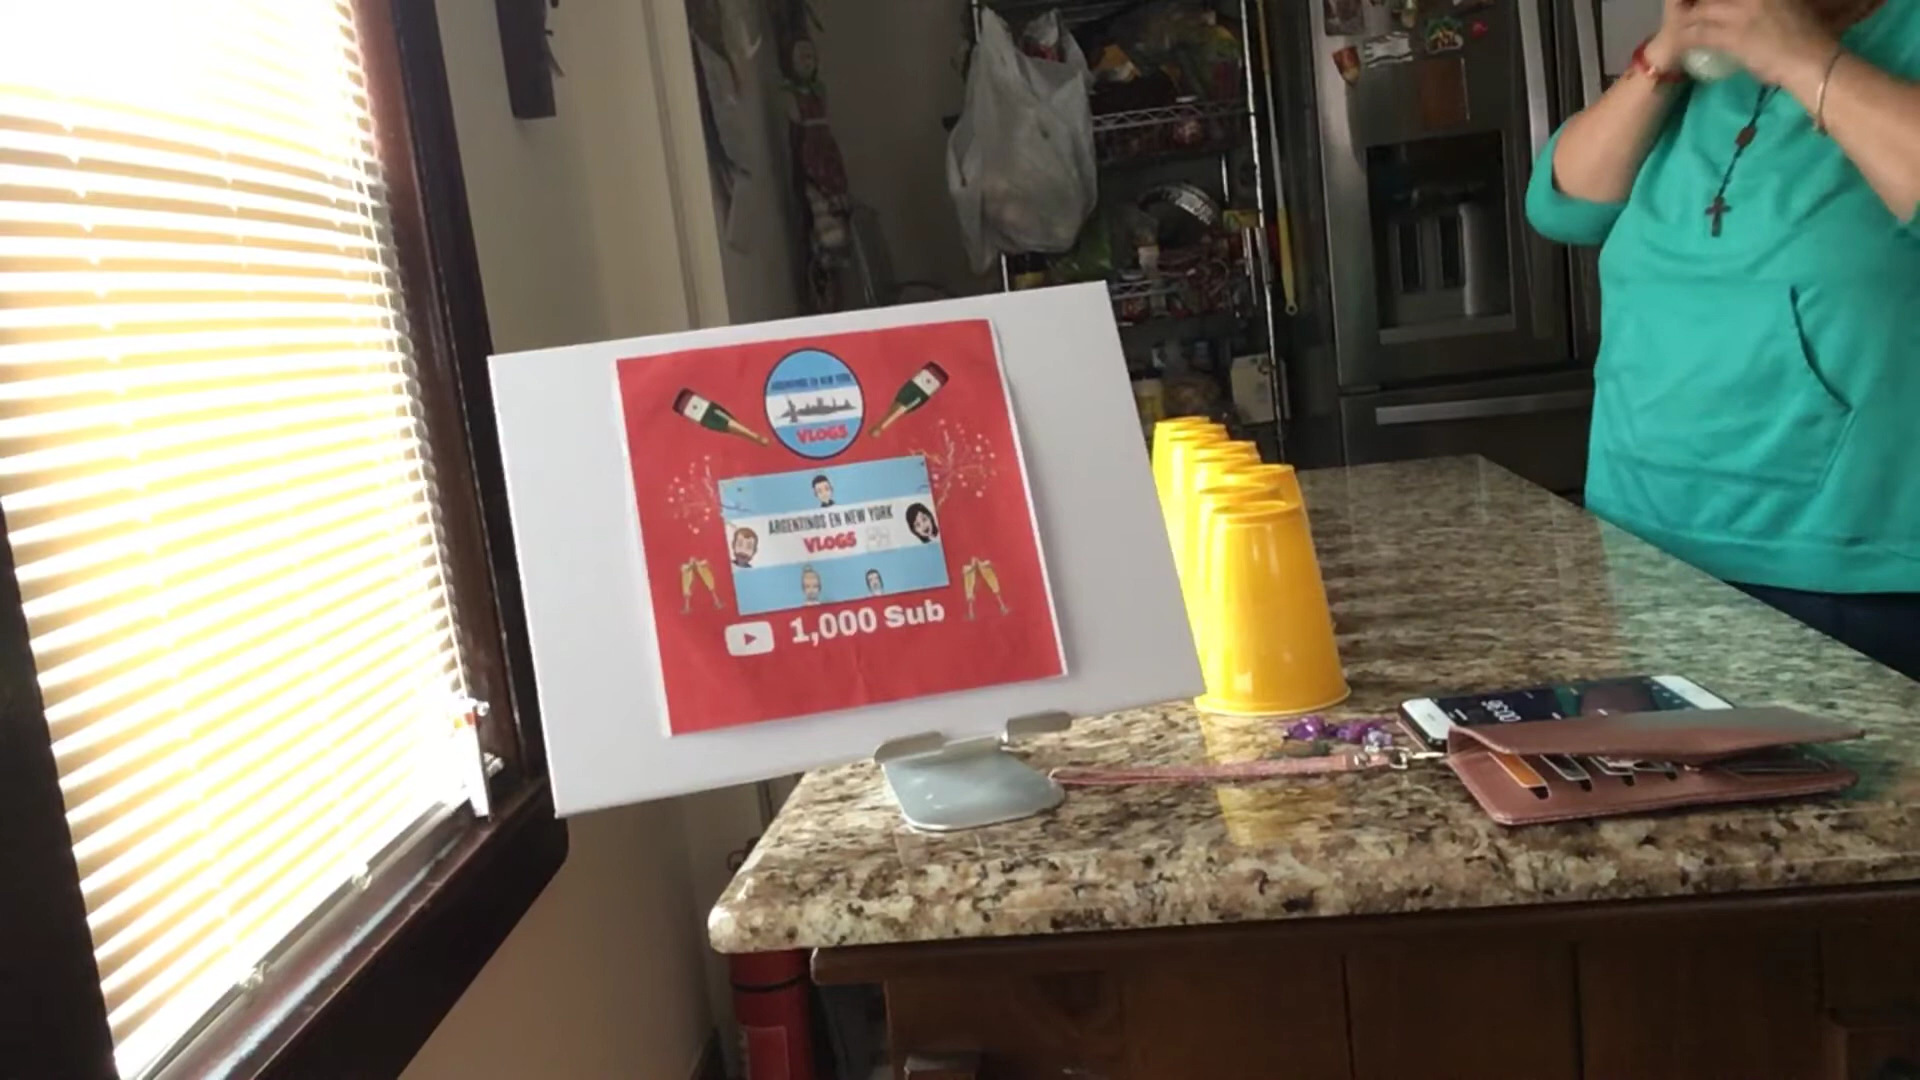 ARGENTINOS EN NEW YORK
VLOGS
ARGENTINOS EN NEW YORK
VLOGS
1,000 Sub